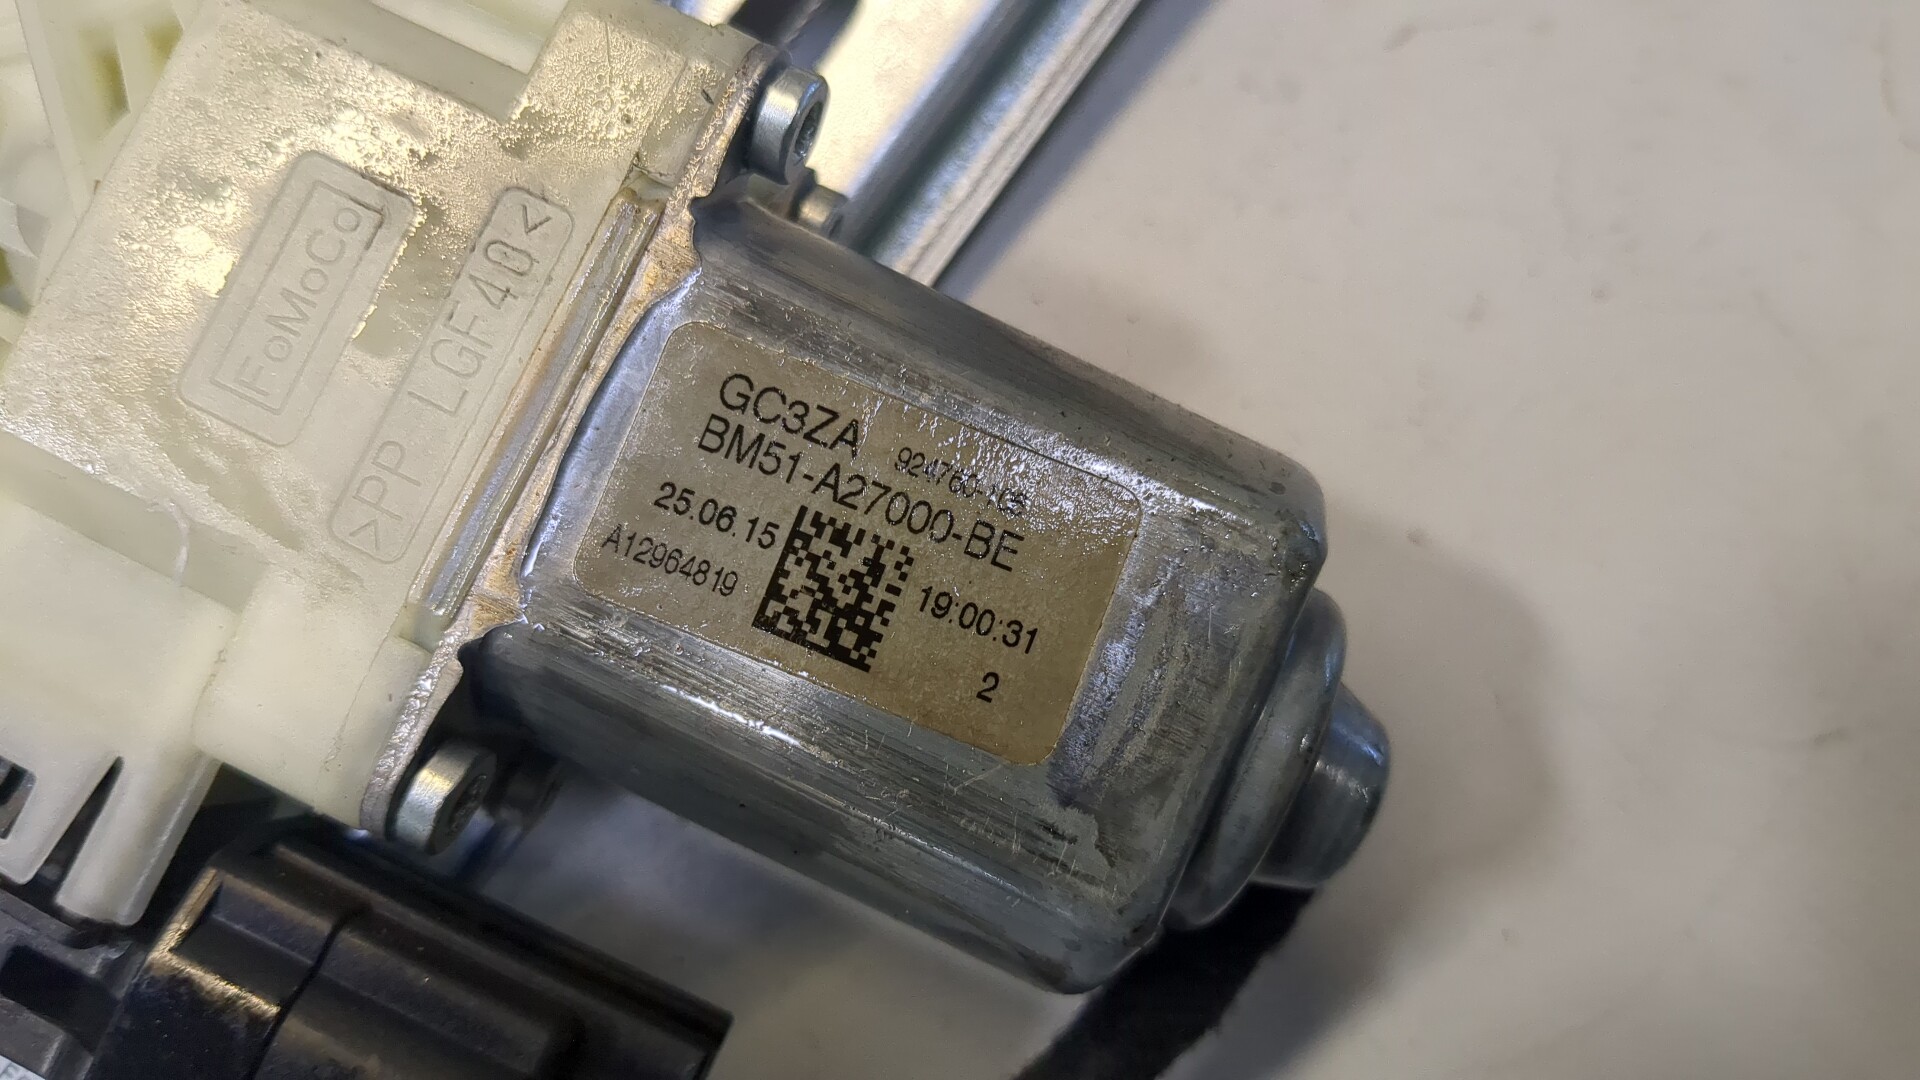 FoMoCo
>PP LGF40<
GC3ZA
BM51-A27000-BE
25.06.15
19:00:31
A12964819
2